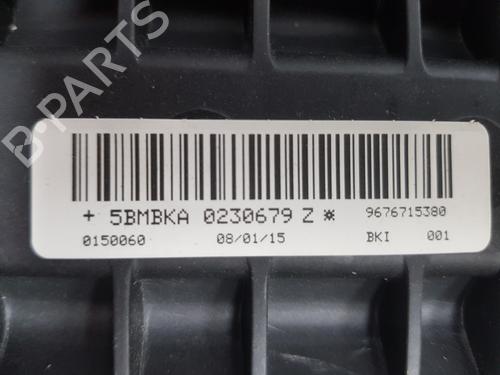 B-PARTS
+ 5BMBKA 0230679 Z * 9676715380
0150060 08/01/15 BKI 001